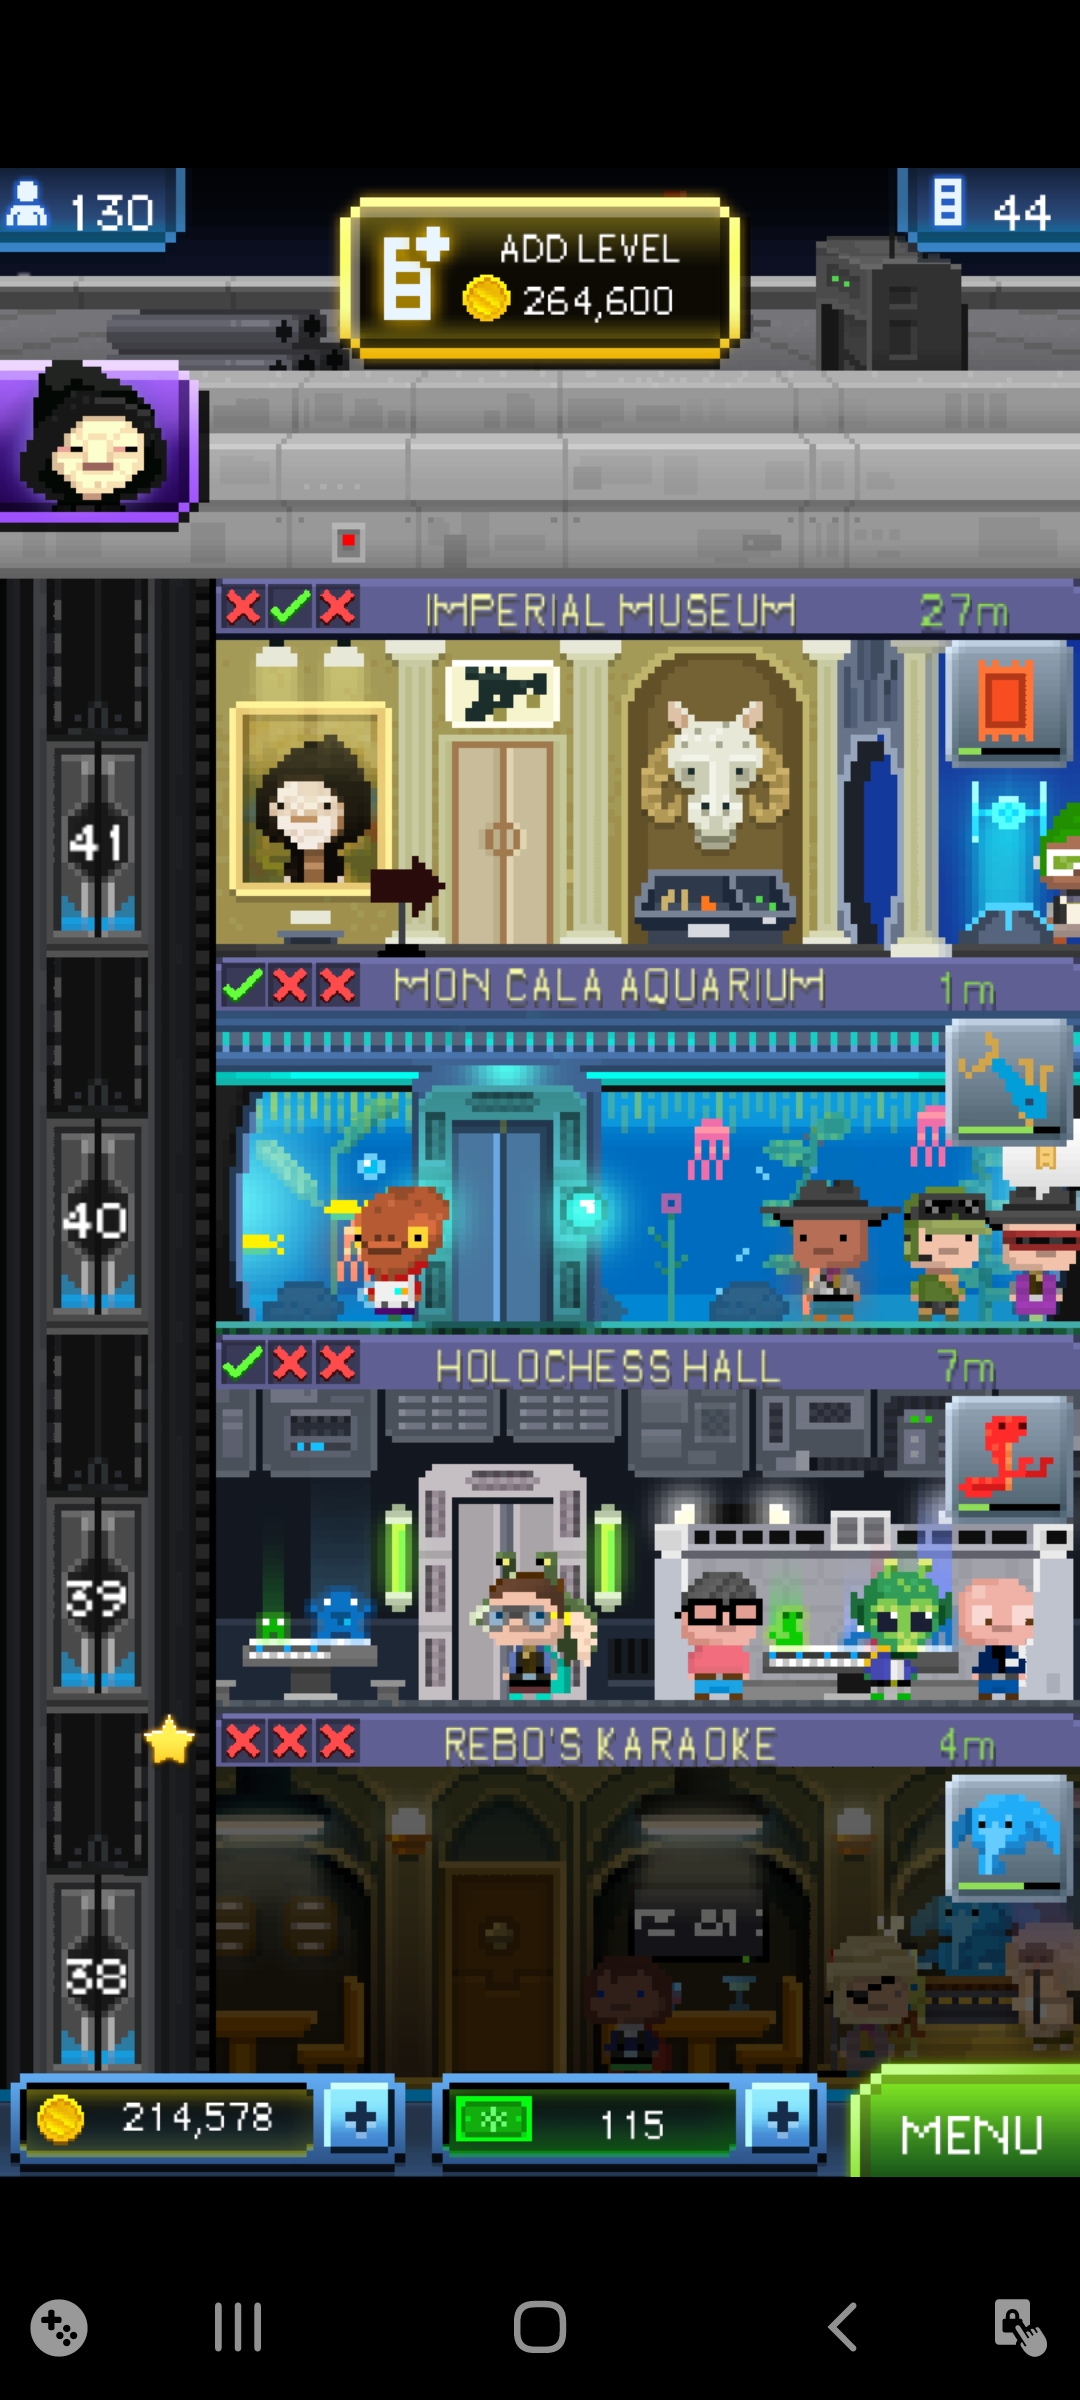 130
ADD LEVEL
264,600
44
IMPERIAL MUSEUM 27m
41
MON CALA AQUARIUM 1m
40
HOLOCHESS HALL 7m
39
REBO'S KARAOKE 4m
38
214,578
115
MENU